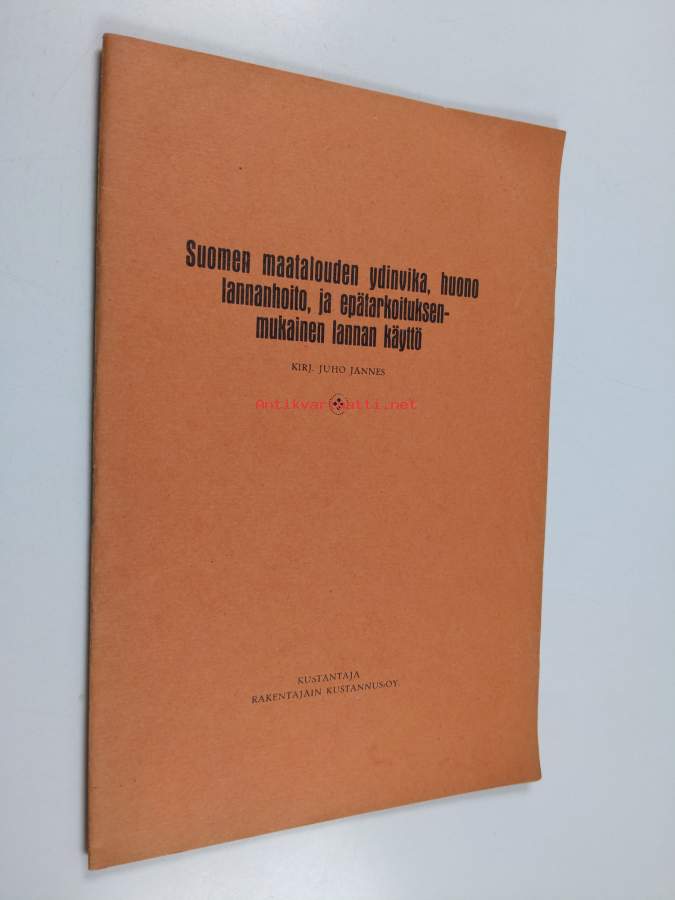 Suomen maatalouden ydinvika, huono
lannanhoito, ja epätarkoituksen-
mukainen lannan käyttö
KIRJ. JUHO JÄNNES
Antikvariaatti.net
KUSTANTAJA
RAKENTAJAIN KUSTANNUS-OY.